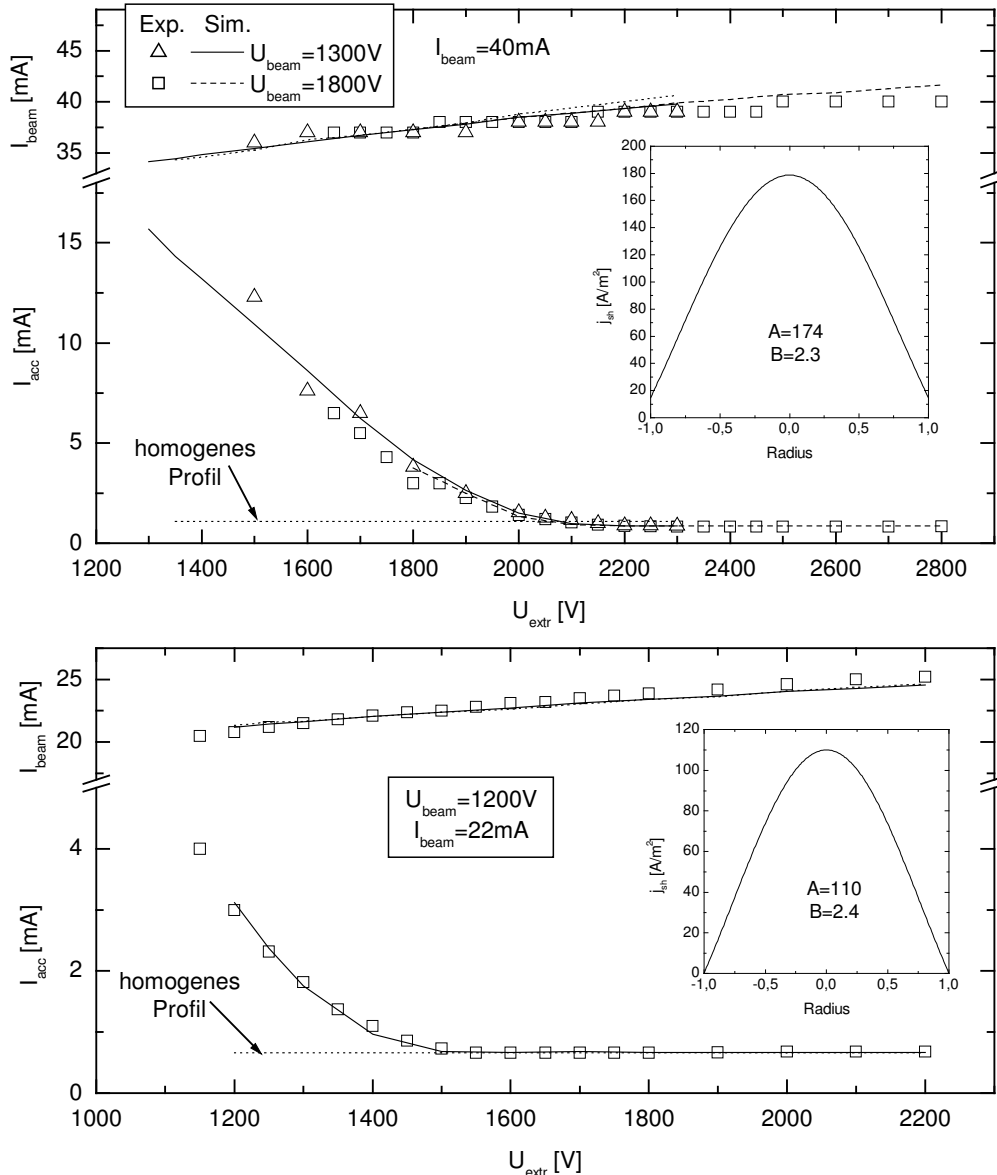 Exp. Sim.
U_beam=1300V
U_beam=1800V
I_beam=40mA
I_beam [mA]
45
40
35
I_acc [mA]
15
10
5
0
homogenes
Profil
1200 1400 1600 1800 2000 2200 2400 2600 2800
U_extr [V]
j_sh [A/m²]
200
180
160
140
120
100
80
60
40
20
0
A=174
B=2.3
-1,0 -0,5 0,0 0,5 1,0
Radius
I_beam [mA]
25
20
I_acc [mA]
4
2
0
U_beam=1200V
I_beam=22mA
homogenes
Profil
1000 1200 1400 1600 1800 2000 2200
U_extr [V]
j_sh [A/m²]
120
100
80
60
40
20
0
A=110
B=2.4
-1,0 -0,5 0,0 0,5 1,0
Radius